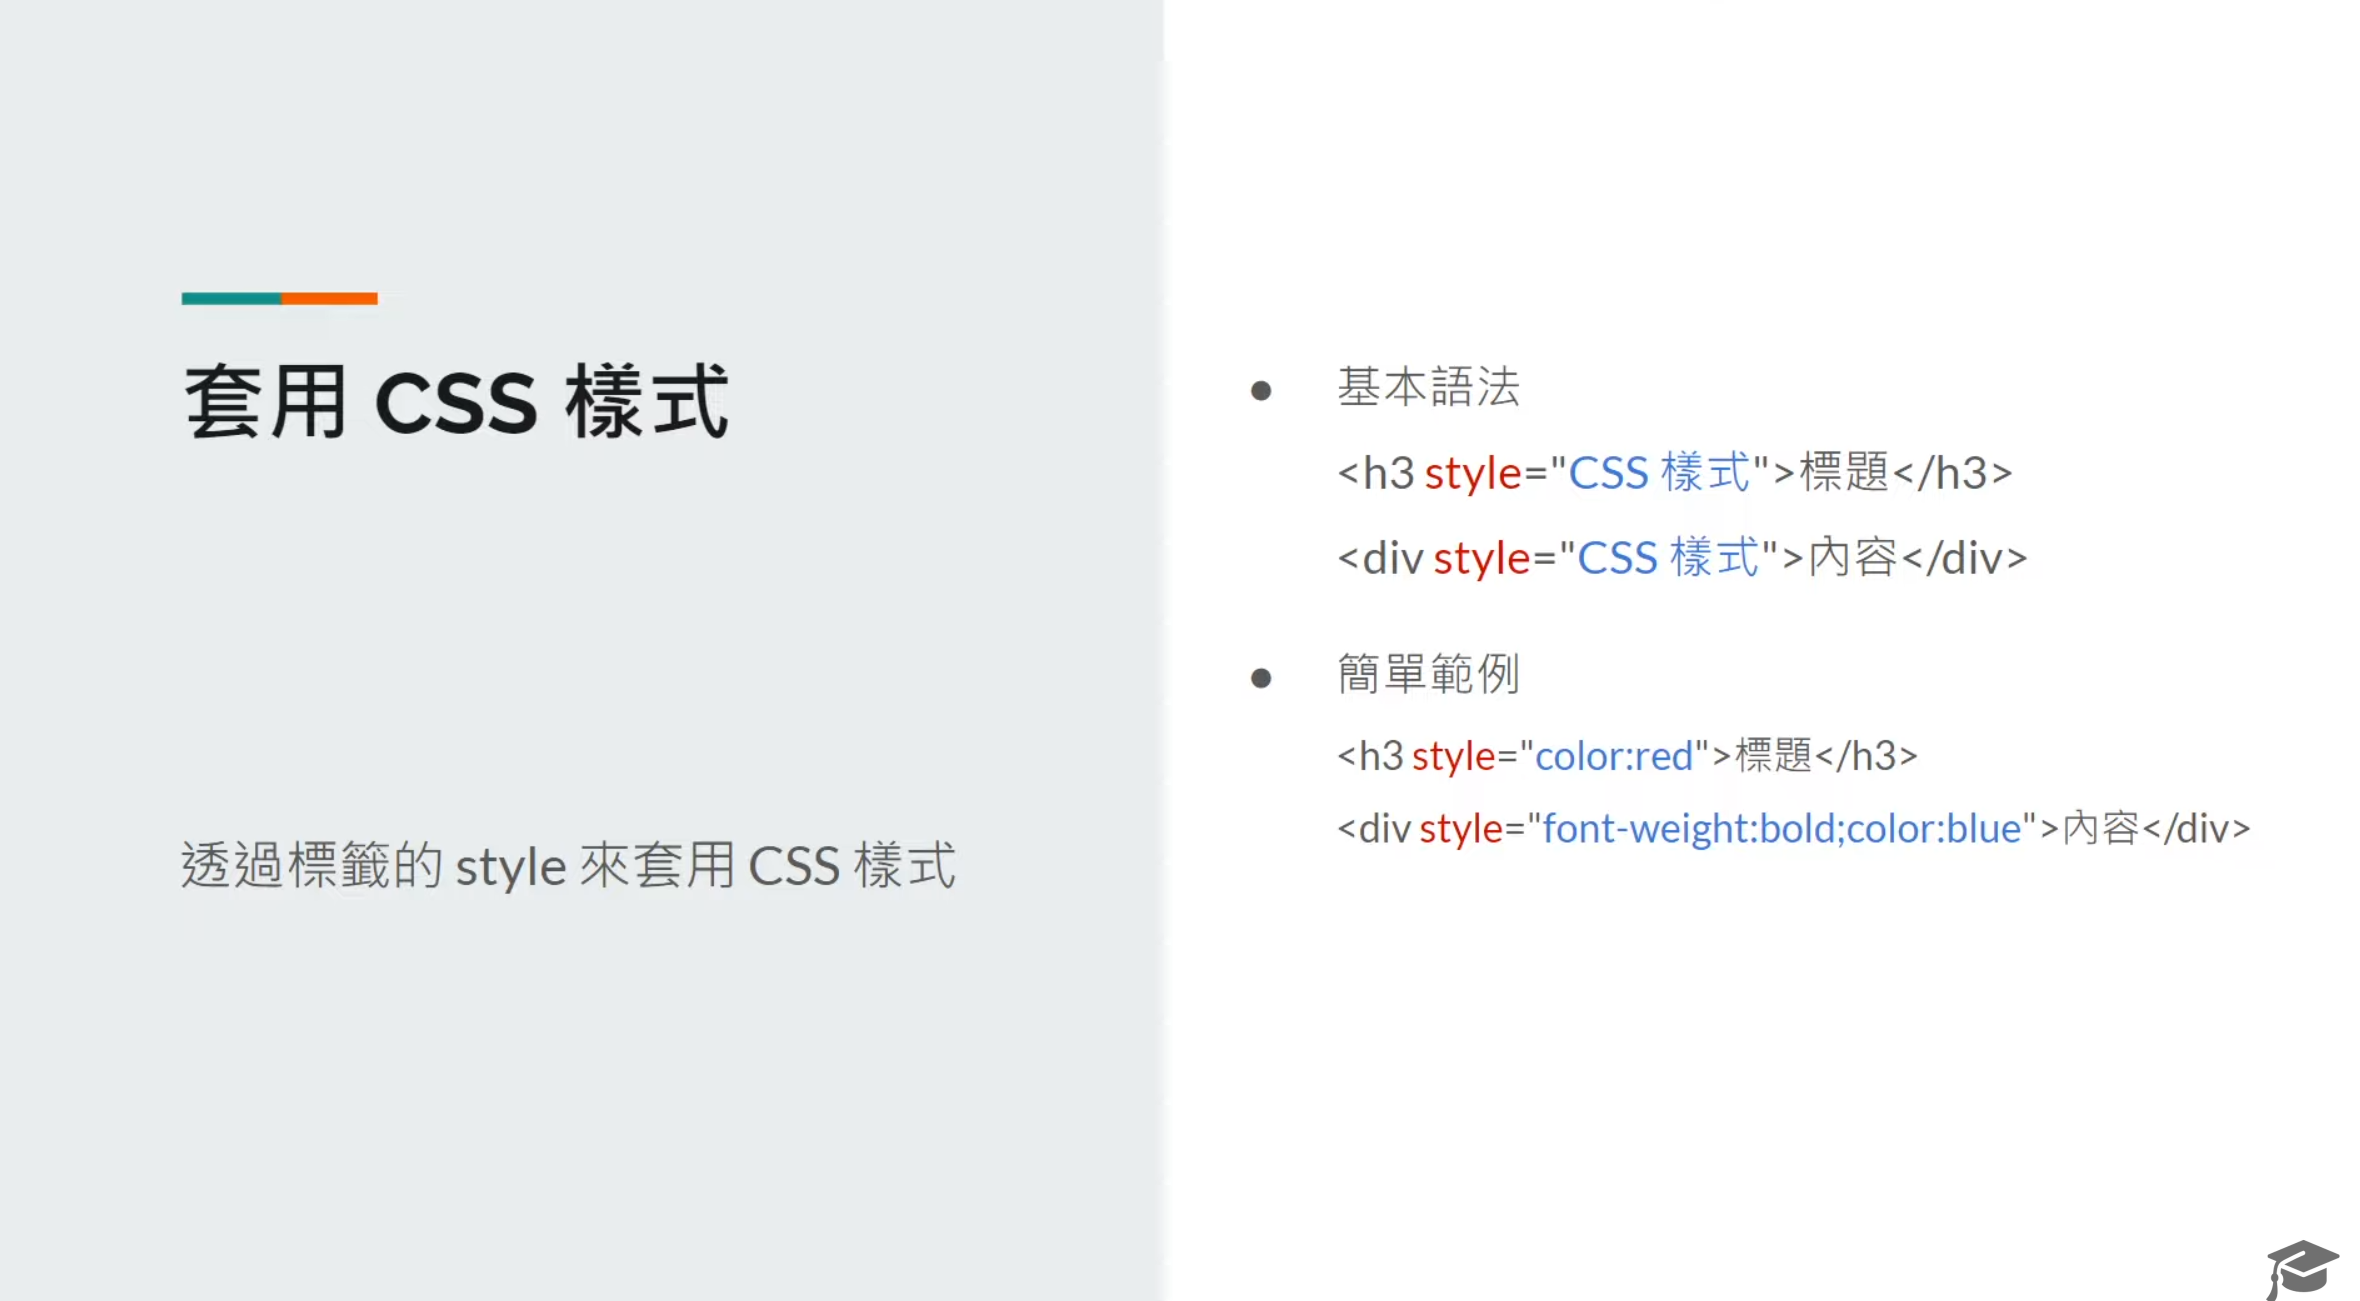 套用 CSS 樣式
透過標籤的 style 來套用 CSS 樣式
● 基本語法
<h3 style="CSS 樣式">標題</h3>
<div style="CSS 樣式">內容</div>
● 簡單範例
<h3 style="color:red">標題</h3>
<div style="font-weight:bold;color:blue">內容</div>